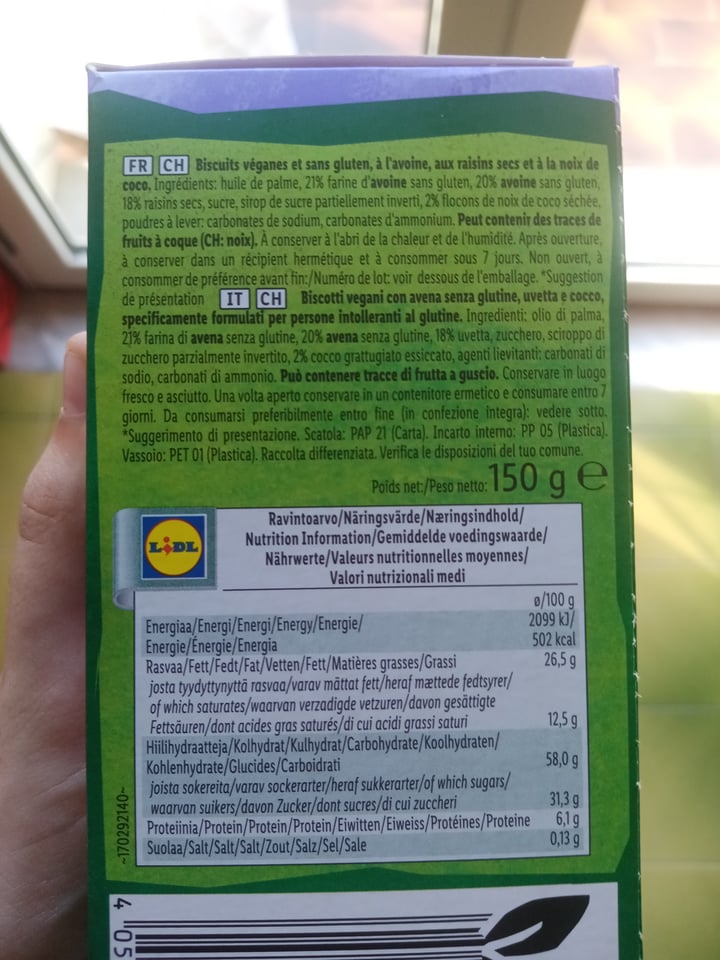 FR CH Biscuits véganes et sans gluten, à l'avoine, aux raisins secs et à la noix de
coco. Ingrédients: huile de palme, 21% farine d'avoine sans gluten, 20% avoine sans gluten,
18% raisins secs, sucre, sirop de sucre partiellement inverti, 2% flocons de noix de coco séchée,
poudres à lever: carbonates de sodium, carbonates d'ammonium. Peut contenir des traces de
fruits à coque (CH: noix). À conserver à l'abri de la chaleur et de l'humidité. Après ouverture,
à conserver dans un récipient hermétique et à consommer sous 7 jours. Non ouvert, à
consommer de préférence avant fin:/Numéro de lot: voir dessous de l'emballage. *Suggestion
de présentation IT CH Biscotti vegani con avena senza glutine, uvetta e cocco,
specificamente formulati per persone intolleranti al glutine. Ingredienti: olio di palma,
21% farina di avena senza glutine, 20% avena senza glutine, 18% uvetta, zucchero, sciroppo di
zucchero parzialmente invertito, 2% cocco grattugiato essiccato, agenti lievitanti: carbonati di
sodio, carbonati di ammonio. Può contenere tracce di frutta a guscio. Conservare in luogo
fresco e asciutto. Una volta aperto conservare in un contenitore ermetico e consumare entro 7
giorni. Da consumarsi preferibilmente entro fine (in confezione integra): vedere sotto.
*Suggerimento di presentazione. Scatola: PAP 21 (Carta). Incarto interno: PP 05 (Plastica).
Vassoio: PET 01 (Plastica). Raccolta differenziata. Verifica le disposizioni del tuo comune.
Poids net:/Peso netto: 150 g e
LIDL
Ravintoarvo/Näringsvärde/Næringsindhold/
Nutrition Information/Gemiddelde voedingswaarde/
Nährwerte/Valeurs nutritionnelles moyennes/
Valori nutrizionali medi
ø/100 g
Energiaa/Energi/Energi/Energy/Energie/ 2099 kJ/
Energie/Énergie/Energia 502 kcal
Rasvaa/Fett/Fedt/Fat/Vetten/Fett/Matières grasses/Grassi 26,5 g
josta tyydyttynyttä rasvaa/varav mättat fett/heraf mættede fedtsyrer/
of which saturates/waarvan verzadigde vetzuren/davon gesättigte
Fettsäuren/dont acides gras saturés/di cui acidi grassi saturi 12,5 g
Hiilihydraatteja/Kolhydrat/Kulhydrat/Carbohydrate/Koolhydraten/
Kohlenhydrate/Glucides/Carboidrati 58,0 g
joista sokereita/varav sockerarter/heraf sukkerarter/of which sugars/
waarvan suikers/davon Zucker/dont sucres/di cui zuccheri 31,3 g
Proteiinia/Protein/Protein/Protein/Eiwitten/Eiweiss/Protéines/Proteine 6,1 g
Suolaa/Salt/Salt/Salt/Zout/Salz/Sel/Sale 0,13 g
~170292140~
4 05